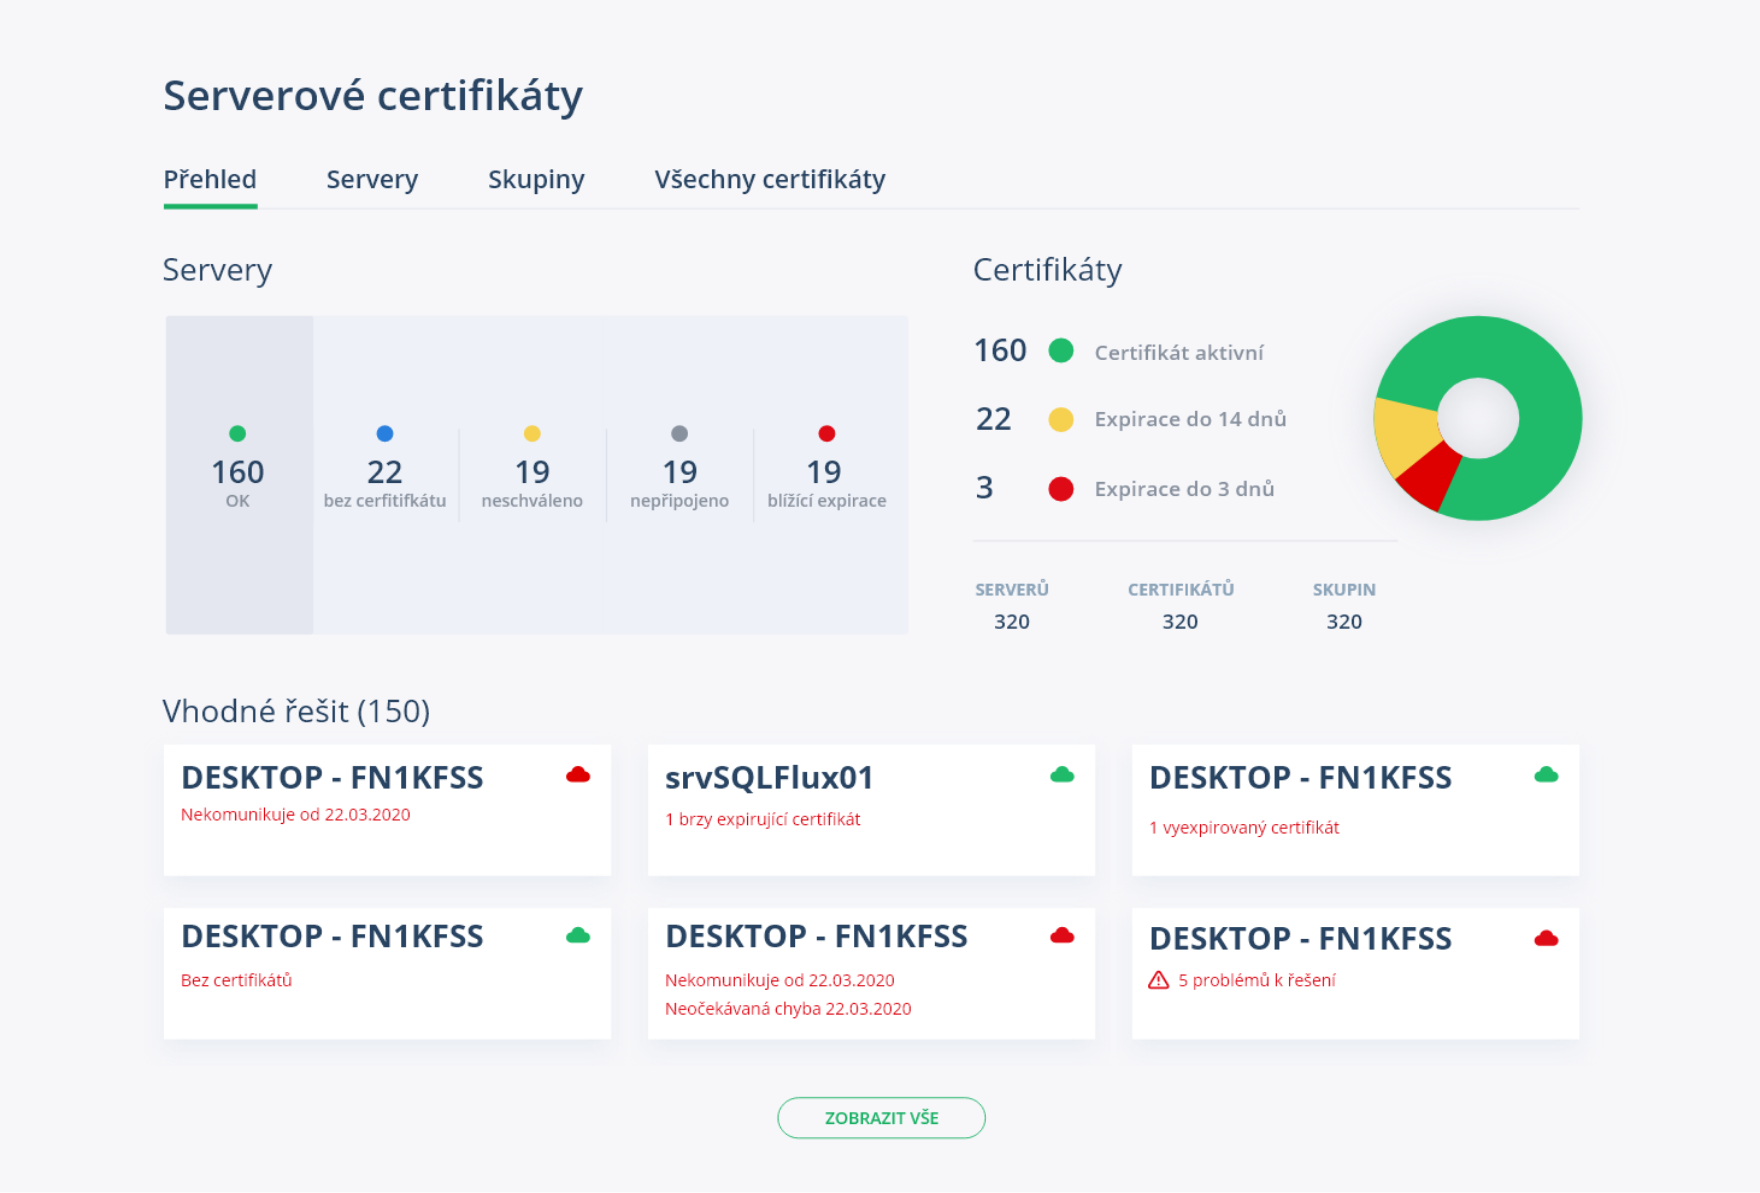 Serverové certifikáty
Přehled Servery Skupiny Všechny certifikáty
Servery
160
OK
22
bez cerfitifkátu
19
neschváleno
19
nepřipojeno
19
blížící expirace
Certifikáty
160 Certifikát aktivní
22 Expirace do 14 dnů
3 Expirace do 3 dnů
SERVERŮ
320
CERTIFIKÁTŮ
320
SKUPIN
320
Vhodné řešit (150)
DESKTOP - FN1KFSS
Nekomunikuje od 22.03.2020
srvSQLFlux01
1 brzy expirující certifikát
DESKTOP - FN1KFSS
1 vyexpirovaný certifikát
DESKTOP - FN1KFSS
Bez certifikátů
DESKTOP - FN1KFSS
Nekomunikuje od 22.03.2020
Neočekávaná chyba 22.03.2020
DESKTOP - FN1KFSS
5 problémů k řešení
ZOBRAZIT VŠE